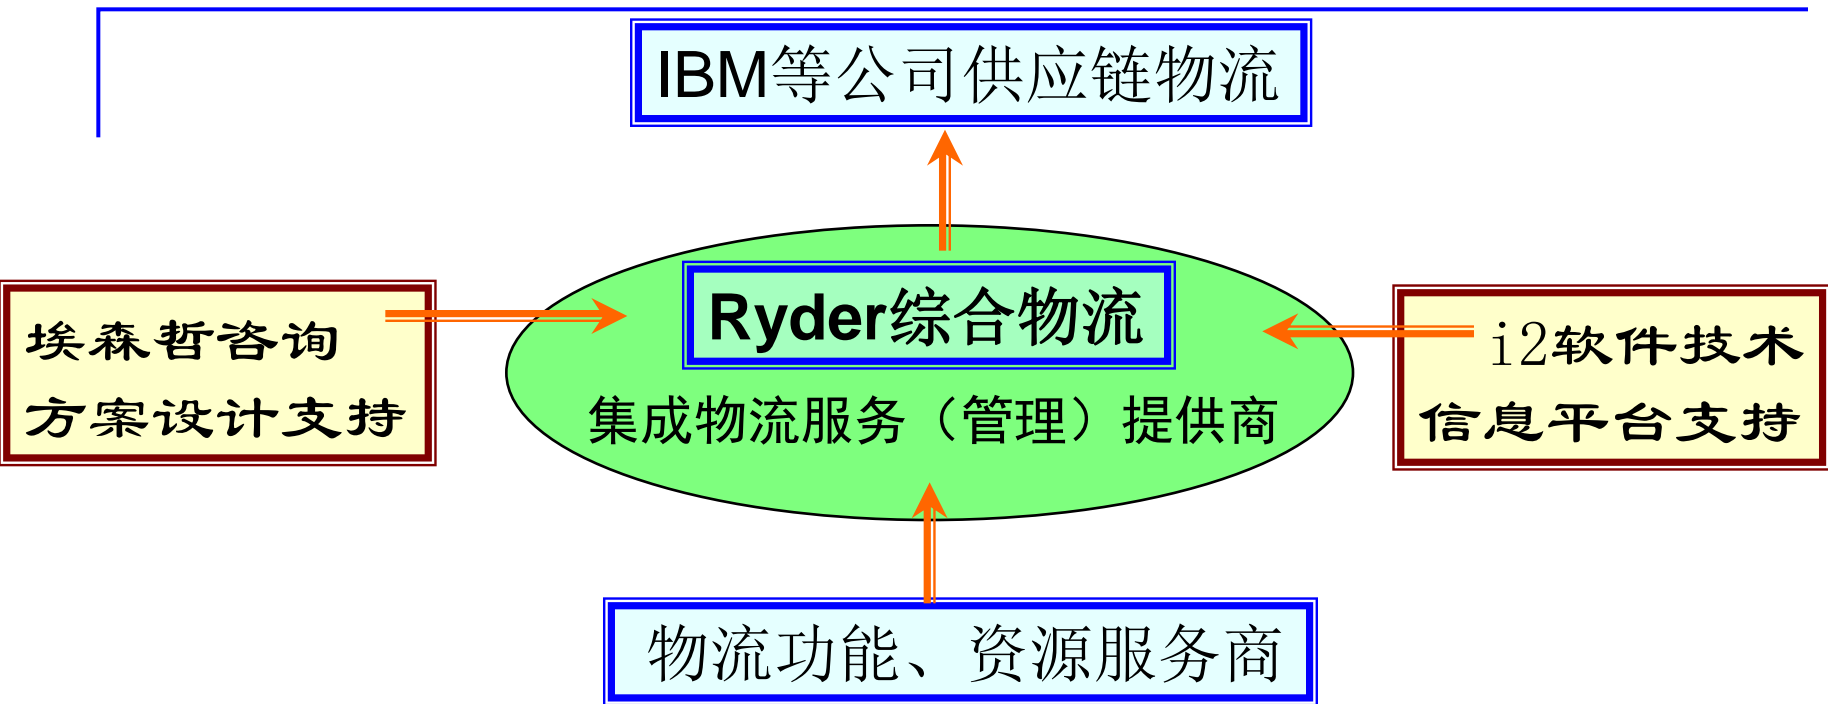 IBM等公司供应链物流
Ryder综合物流
集成物流服务（管理）提供商
埃森哲咨询
方案设计支持
i2软件技术
信息平台支持
物流功能、资源服务商